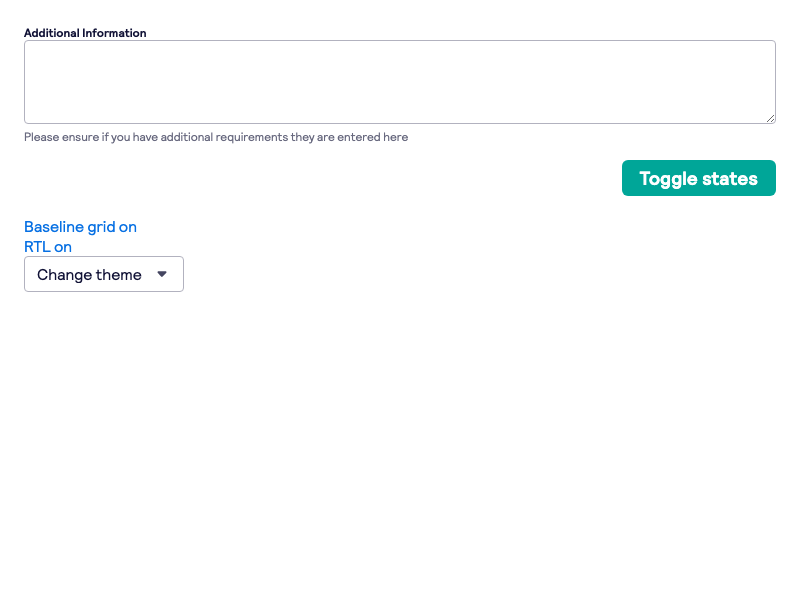 Additional Information
Please ensure if you have additional requirements they are entered here
Toggle states
Baseline grid on
RTL on
Change theme